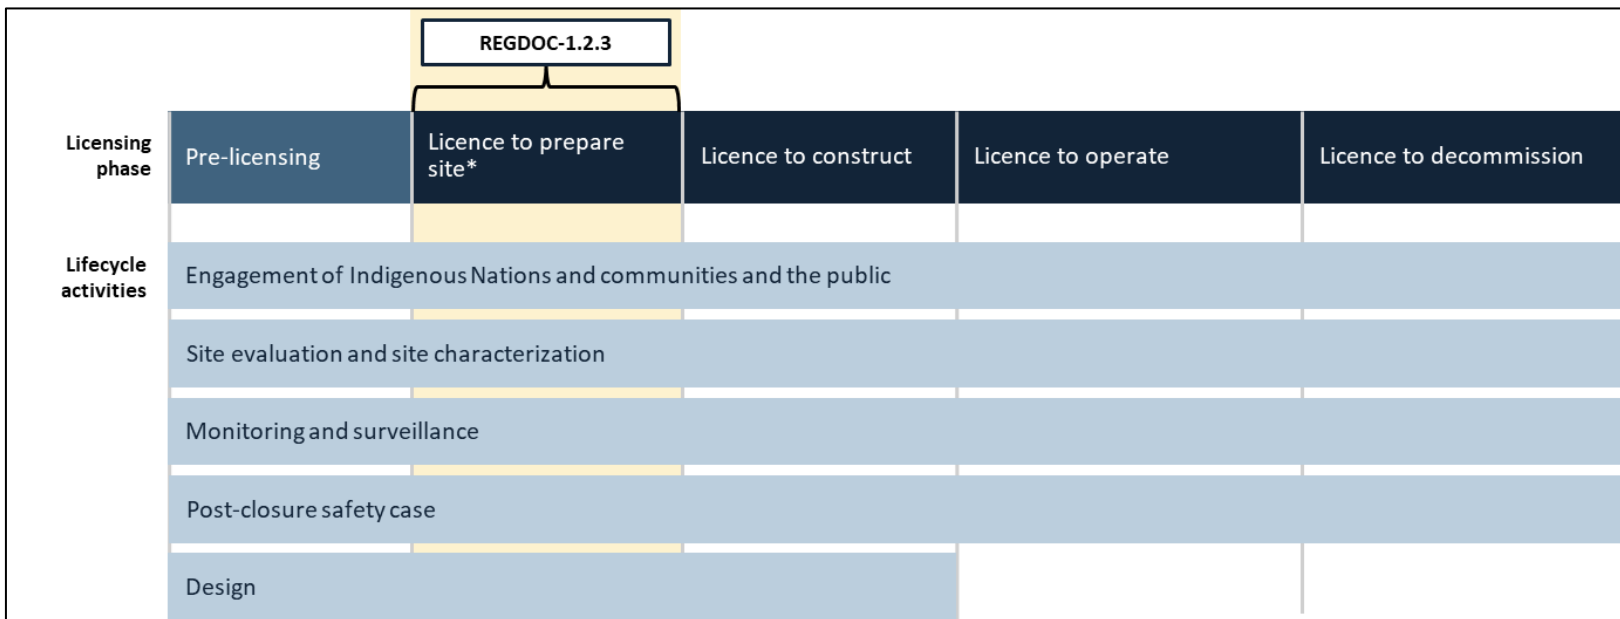 REGDOC-1.2.3
Licensing
phase
Pre-licensing
Licence to prepare
site*
Licence to construct
Licence to operate
Licence to decommission
Lifecycle
activities
Engagement of Indigenous Nations and communities and the public
Site evaluation and site characterization
Monitoring and surveillance
Post-closure safety case
Design